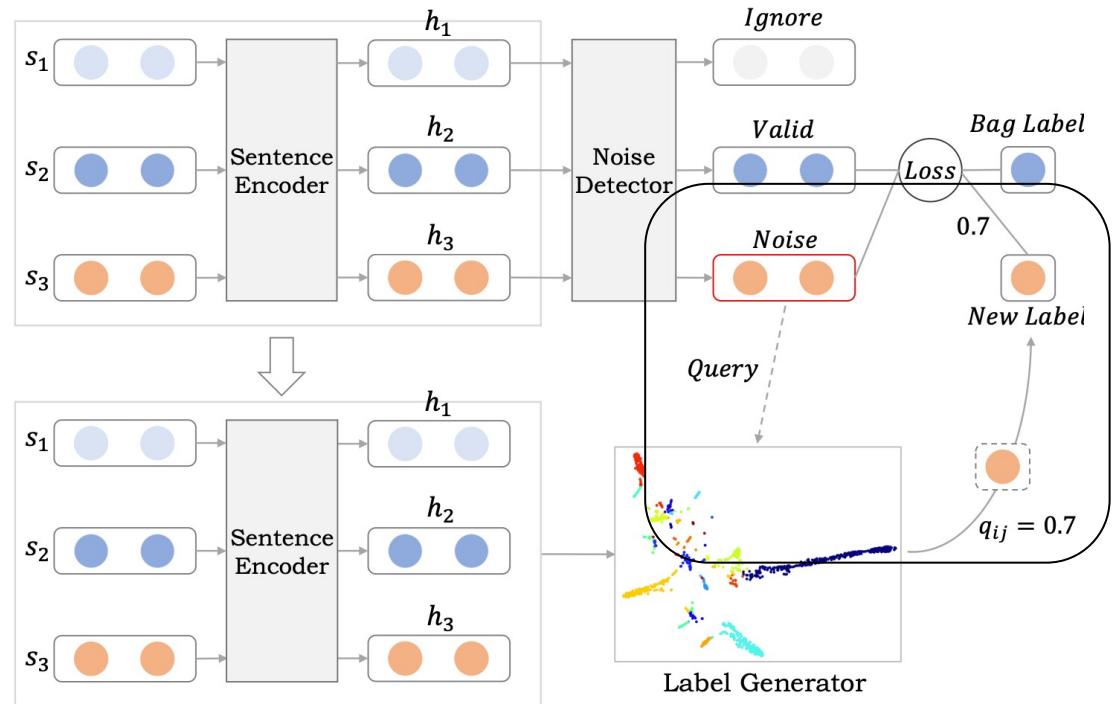 h₁
Ignore
s₁
h₂
Valid
Bag Label
s₂
Sentence
Encoder
Noise
Detector
Loss
h₃
Noise
0.7
s₃
New Label
Query
h₁
s₁
h₂
s₂
Sentence
Encoder
qᵢⱼ = 0.7
h₃
s₃
Label Generator